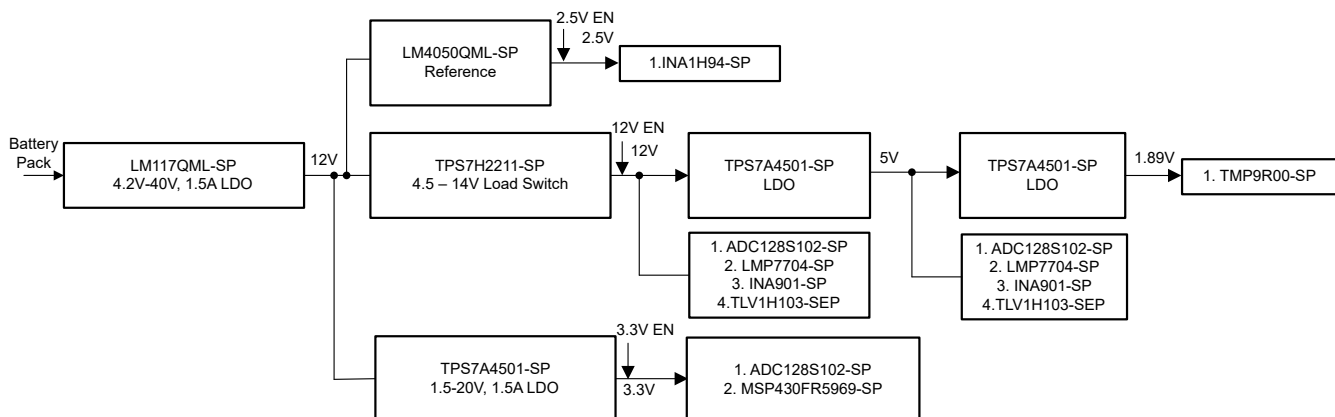 2.5V EN
2.5V
LM4050QML-SP
Reference
1.INA1H94-SP
Battery
Pack
LM117QML-SP
4.2V-40V, 1.5A LDO
12V
TPS7H2211-SP
4.5 – 14V Load Switch
12V EN
12V
TPS7A4501-SP
LDO
5V
TPS7A4501-SP
LDO
1.89V
1. TMP9R00-SP
1. ADC128S102-SP
2. LMP7704-SP
3. INA901-SP
4.TLV1H103-SEP
1. ADC128S102-SP
2. LMP7704-SP
3. INA901-SP
4.TLV1H103-SEP
TPS7A4501-SP
1.5-20V, 1.5A LDO
3.3V EN
3.3V
1. ADC128S102-SP
2. MSP430FR5969-SP